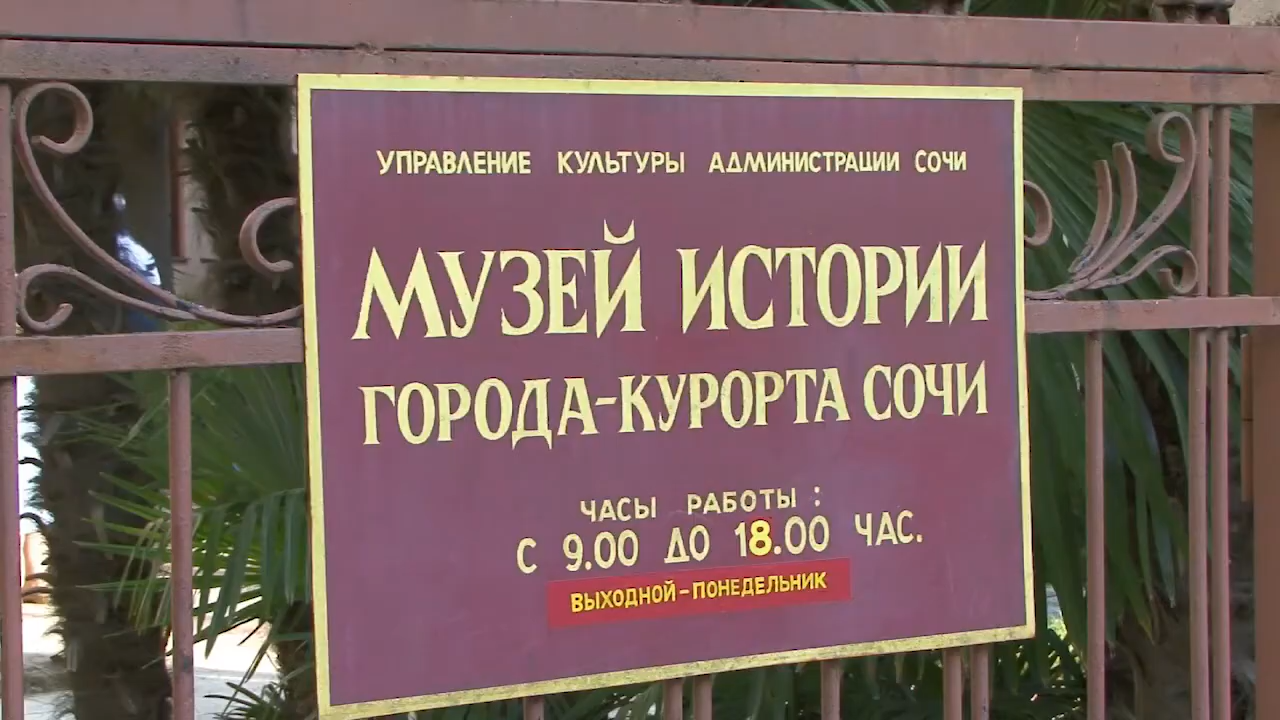 УПРАВЛЕНИЕ КУЛЬТУРЫ АДМИНИСТРАЦИИ СОЧИ
МУЗЕЙ ИСТОРИИ
ГОРОДА-КУРОРТА СОЧИ
ЧАСЫ РАБОТЫ :
С 9.00 ДО 18.00 ЧАС.
ВЫХОДНОЙ-ПОНЕДЕЛЬНИК